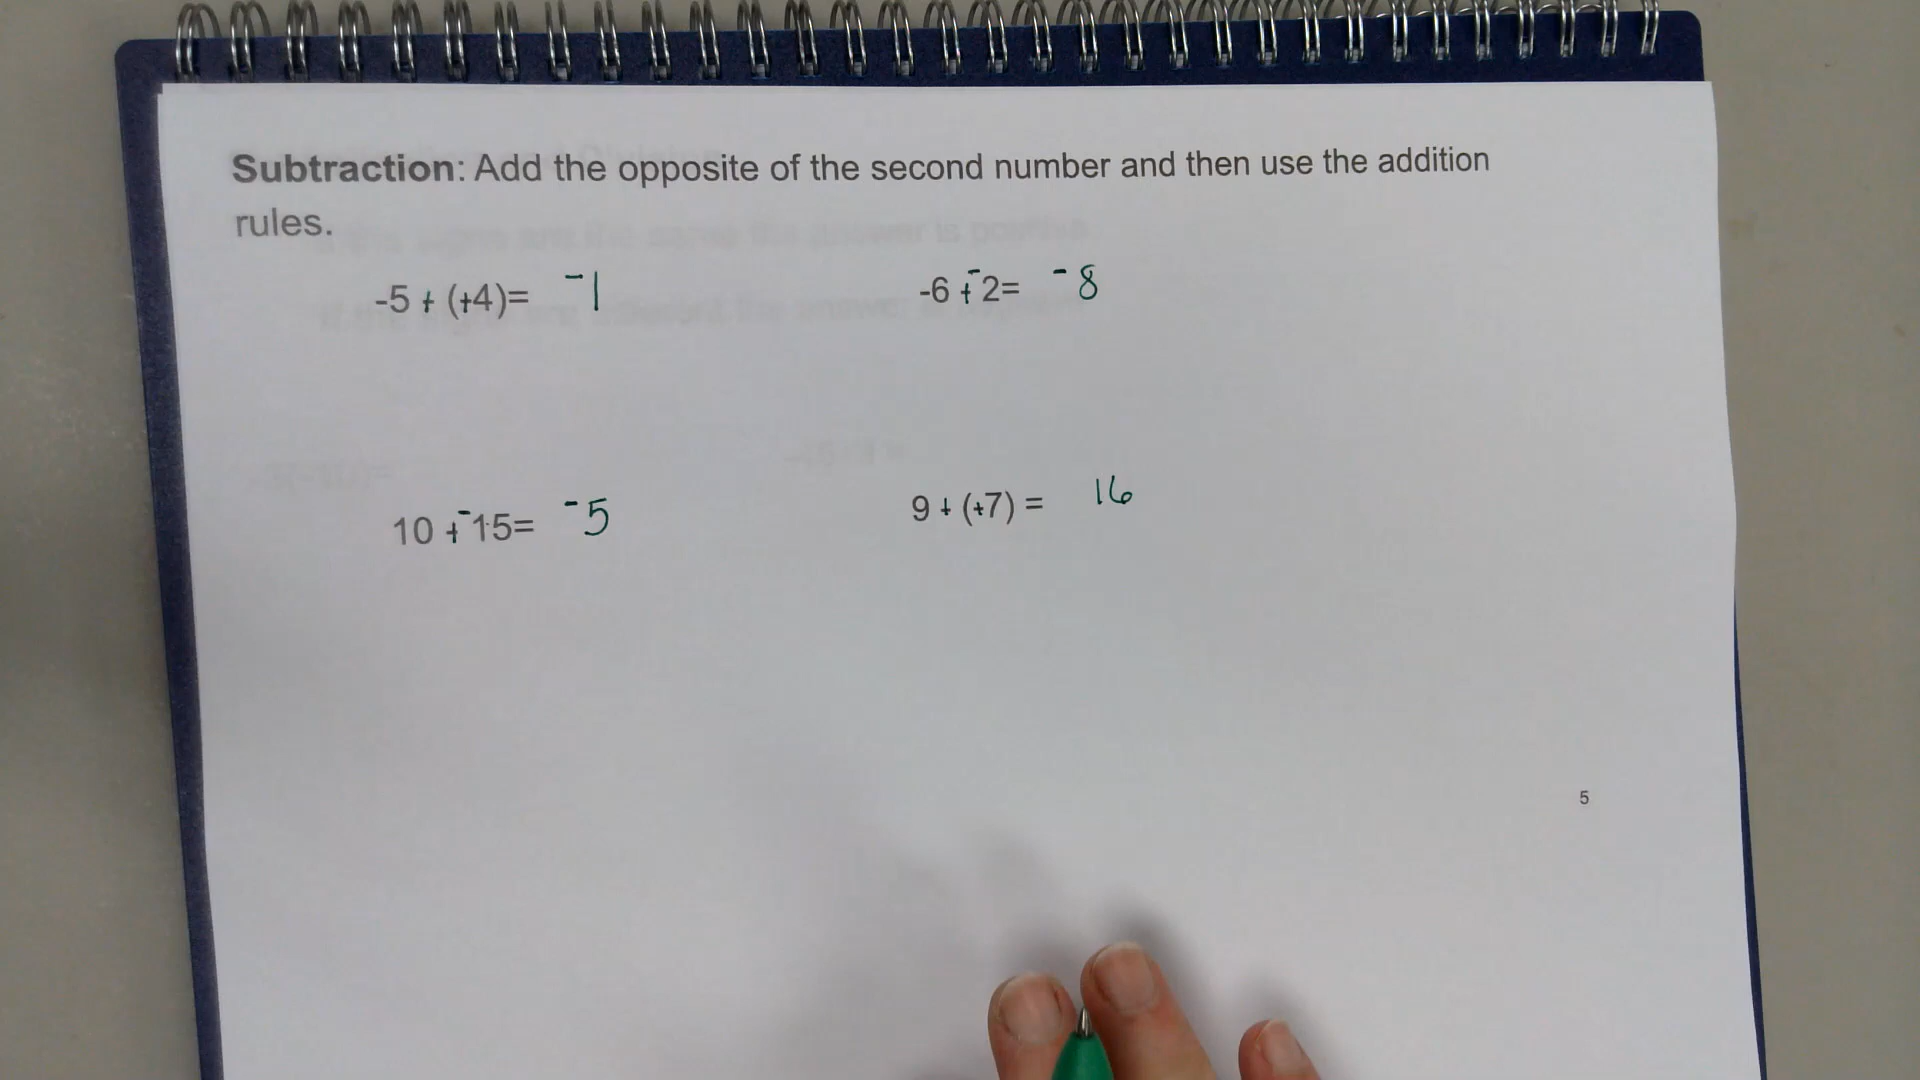 Subtraction: Add the opposite of the second number and then use the addition
rules.
-5 + (+4)= -1
-6 + -2= -8
10 + -15= -5
9 + (+7) = 16
5